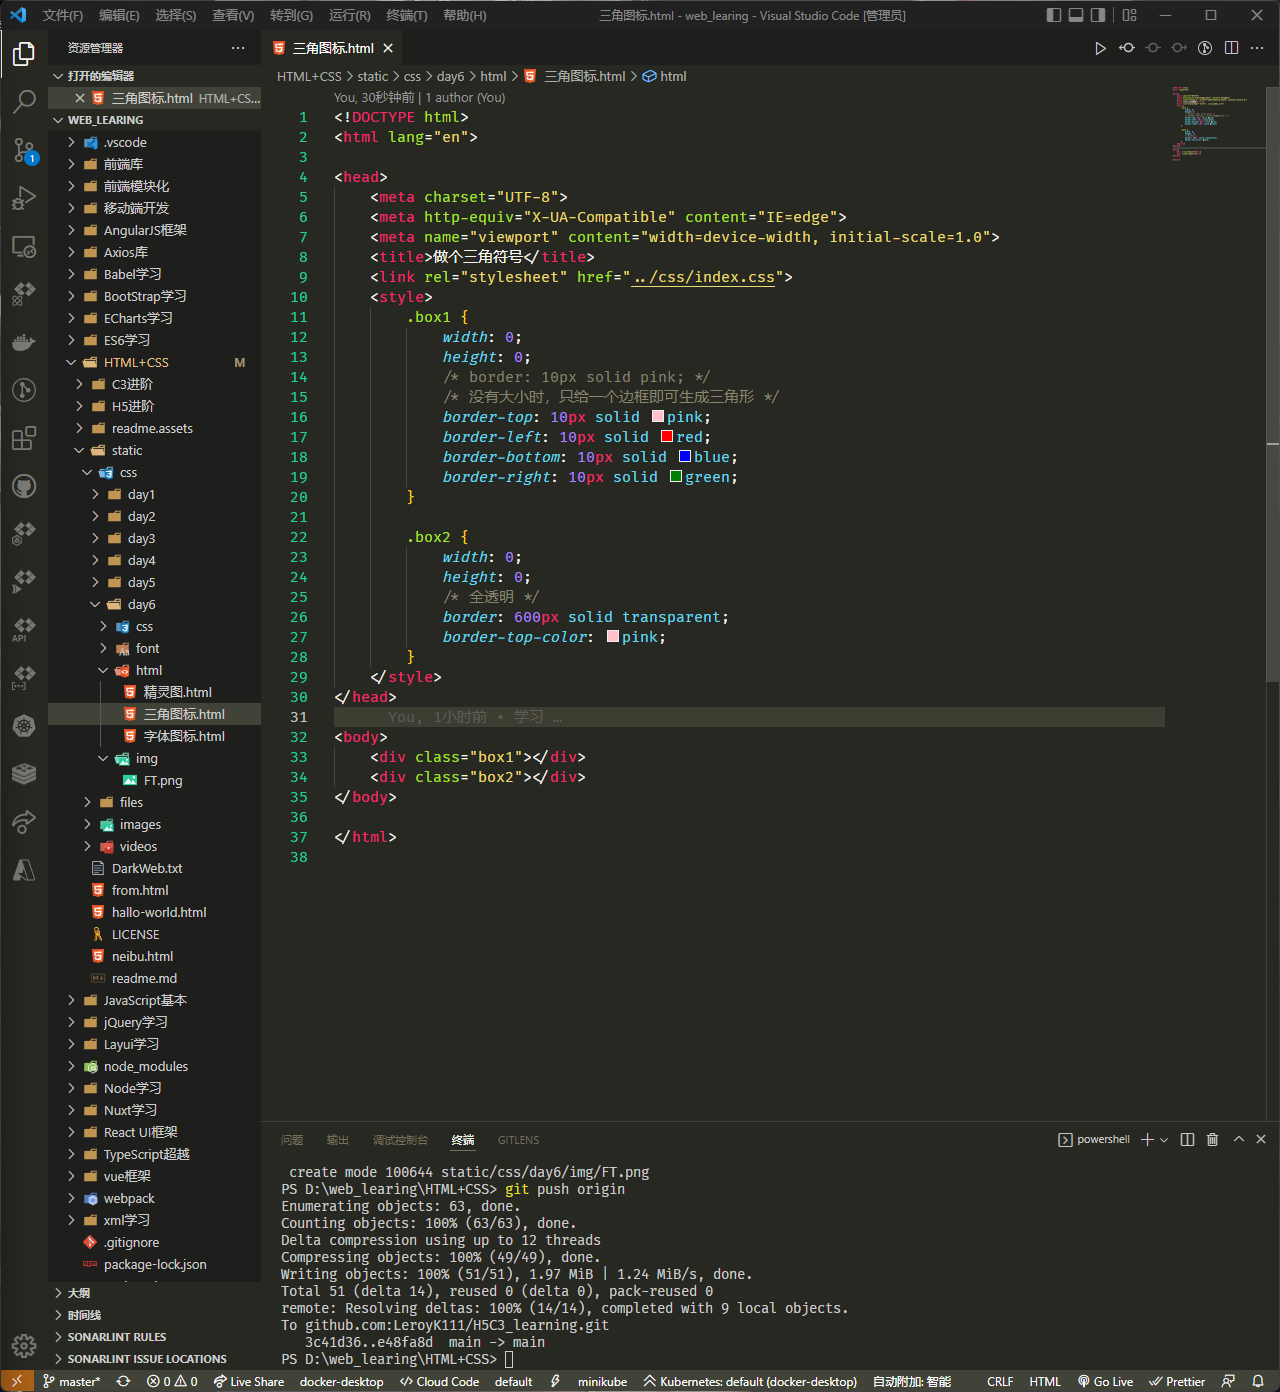 文件(F) 编辑(E) 选择(S) 查看(V) 转到(G) 运行(R) 终端(T) 帮助(H) 三角图标.html - web_learing - Visual Studio Code [管理员]
资源管理器
打开的编辑器
三角图标.html HTML+CS...
WEB_LEARING
.vscode
前端库
前端模块化
移动端开发
AngularJS框架
Axios库
Babel学习
BootStrap学习
ECharts学习
ES6学习
HTML+CSS M
C3进阶
H5进阶
readme.assets
static
css
day1
day2
day3
day4
day5
day6
css
font
html
精灵图.html
三角图标.html
字体图标.html
img
FT.png
files
images
videos
DarkWeb.txt
from.html
hallo-world.html
LICENSE
neibu.html
readme.md
JavaScript基本
jQuery学习
Layui学习
node_modules
Node学习
Nuxt学习
React UI框架
TypeScript超越
vue框架
webpack
xml学习
.gitignore
package-lock.json
大纲
时间线
SONARLINT RULES
SONARLINT ISSUE LOCATIONS
1
API
三角图标.html
HTML+CSS > static > css > day6 > html > 三角图标.html > html
You, 30秒钟前 | 1 author (You)
1 <!DOCTYPE html>
2 <html lang="en">
3
4 <head>
5 <meta charset="UTF-8">
6 <meta http-equiv="X-UA-Compatible" content="IE=edge">
7 <meta name="viewport" content="width=device-width, initial-scale=1.0">
8 <title>做个三角符号</title>
9 <link rel="stylesheet" href="../css/index.css">
10 <style>
11 .box1 {
12 width: 0;
13 height: 0;
14 /* border: 10px solid pink; */
15 /* 没有大小时，只给一个边框即可生成三角形 */
16 border-top: 10px solid pink;
17 border-left: 10px solid red;
18 border-bottom: 10px solid blue;
19 border-right: 10px solid green;
20 }
21
22 .box2 {
23 width: 0;
24 height: 0;
25 /* 全透明 */
26 border: 600px solid transparent;
27 border-top-color: pink;
28 }
29 </style>
30 </head>
31 You, 1小时前 • 学习 …
32 <body>
33 <div class="box1"></div>
34 <div class="box2"></div>
35 </body>
36
37 </html>
38
问题 输出 调试控制台 终端 GITLENS powershell
create mode 100644 static/css/day6/img/FT.png
PS D:\web_learing\HTML+CSS> git push origin
Enumerating objects: 63, done.
Counting objects: 100% (63/63), done.
Delta compression using up to 12 threads
Compressing objects: 100% (49/49), done.
Writing objects: 100% (51/51), 1.97 MiB | 1.24 MiB/s, done.
Total 51 (delta 14), reused 0 (delta 0), pack-reused 0
remote: Resolving deltas: 100% (14/14), completed with 9 local objects.
To github.com:LeroyK111/H5C3_learning.git
3c41d36..e48fa8d main -> main
PS D:\web_learing\HTML+CSS>
master* 0 0 Live Share docker-desktop Cloud Code default minikube Kubernetes: default (docker-desktop) 自动附加: 智能 CRLF HTML Go Live Prettier